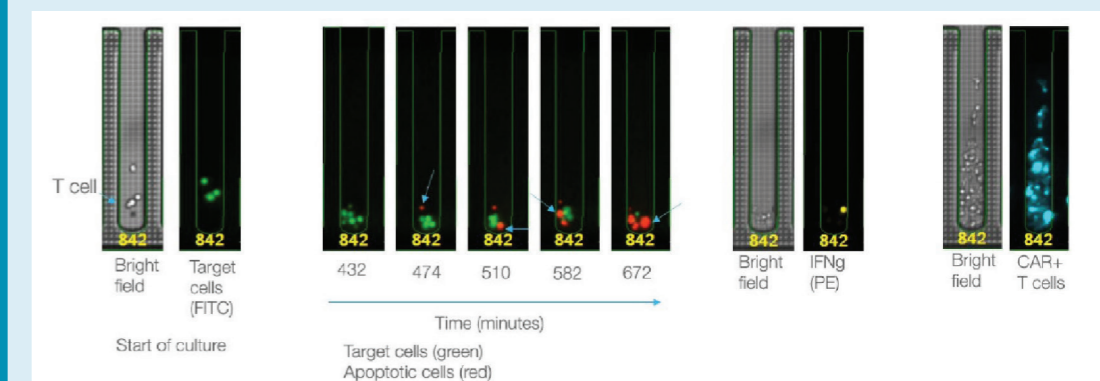 T cell
842
842
842
842
842
842
842
842
842
842
842
Bright
field
Target
cells
(FITC)
432
474
510
582
672
Bright
field
IFNg
(PE)
Bright
field
CAR+
T cells
Time (minutes)
Start of culture
Target cells (green)
Apoptotic cells (red)